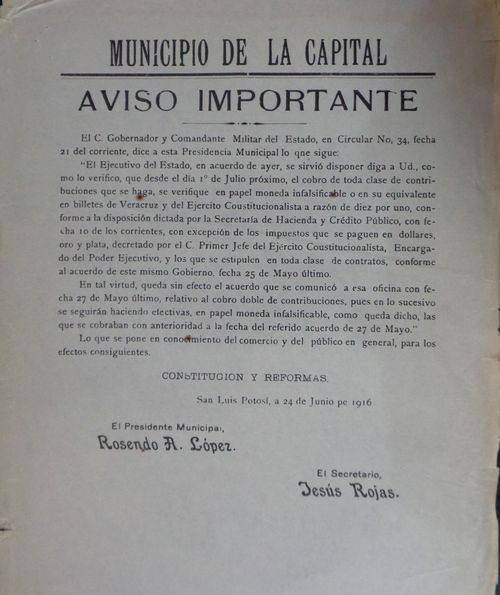 MUNICIPIO DE LA CAPITAL
AVISO IMPORTANTE
El C. Gobernador y Comandante Militar del Estado, en Circular No, 34, fecha
21 del corriente, dice a esta Presidencia Municipal lo que sigue:
"El Ejecutivo del Estado, en acuerdo de ayer, se sirvió disponer diga a Ud., co-
mo lo verifico, que desde el dia 1º de Julio próximo, el cobro de toda clase de contri-
buciones que se haga, se verifique en papel moneda infalsificable o en su equivalente
en billetes de Veracruz y del Ejercito Constitucionalista a razón de diez por uno, con-
forme a la disposición dictada por la Secretaría de Hacienda y Crédito Público, con fe-
cha 10 de los corrientes, con excepción de los impuestos que se paguen en dollares,
oro y plata, decretado por el C. Primer Jefe del Ejército Constitucionalista, Encarga-
do del Poder Ejecutivo, y los que se estipulen en toda clase de contratos, conforme
al acuerdo de este mismo Gobierno, fecha 25 de Mayo último.
En tal virtud, queda sin efecto el acuerdo que se comunicó a esa oficina con fe-
cha 27 de Mayo último, relativo al cobro doble de contribuciones, pues en lo sucesivo
se seguirán haciendo efectivas, en papel moneda infalsificable, como queda dicho, las
que se cobraban con anterioridad a la fecha del referido acuerdo de 27 de Mayo."
Lo que se pone en conocimiento del comercio y del público en general, para los
efectos consiguientes.
CONSTITUCION Y REFORMAS.
San Luis Potosí, a 24 de Junio pe 1916
El Presidente Municipal,
Rosendo A. López.
El Secretario,
Jesús Rojas.